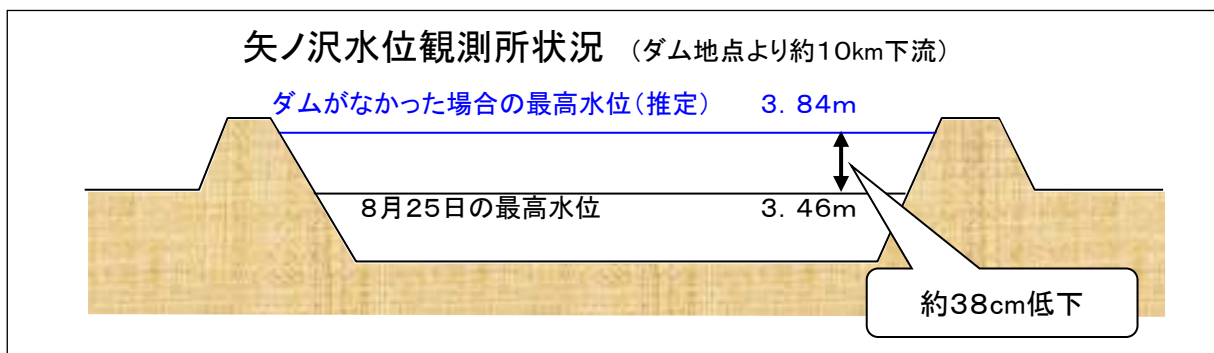 矢ノ沢水位観測所状況 (ダム地点より約10km下流)
ダムがなかった場合の最高水位(推定) 3.84m
8月25日の最高水位 3.46m
約38cm低下